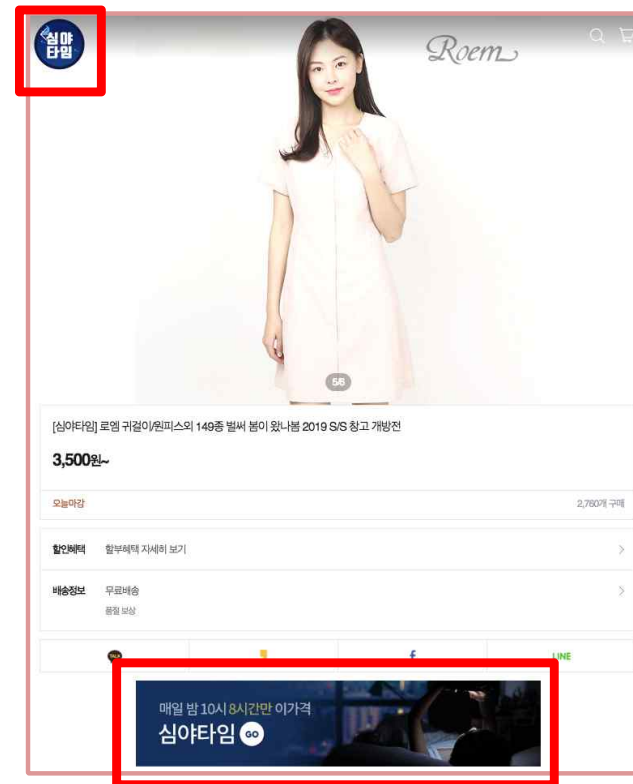 심야
타임
Roem
5/6
[심야타임] 로엠 귀걸이/원피스외 149종 벌써 봄이 왔나봄 2019 S/S 창고 개방전
3,500원~
오늘마감 2,760개 구매
할인혜택 할부혜택 자세히 보기
배송정보 무료배송
품절 보상
TALK f LINE
매일 밤 10시 8시간만 이가격
심야타임 GO